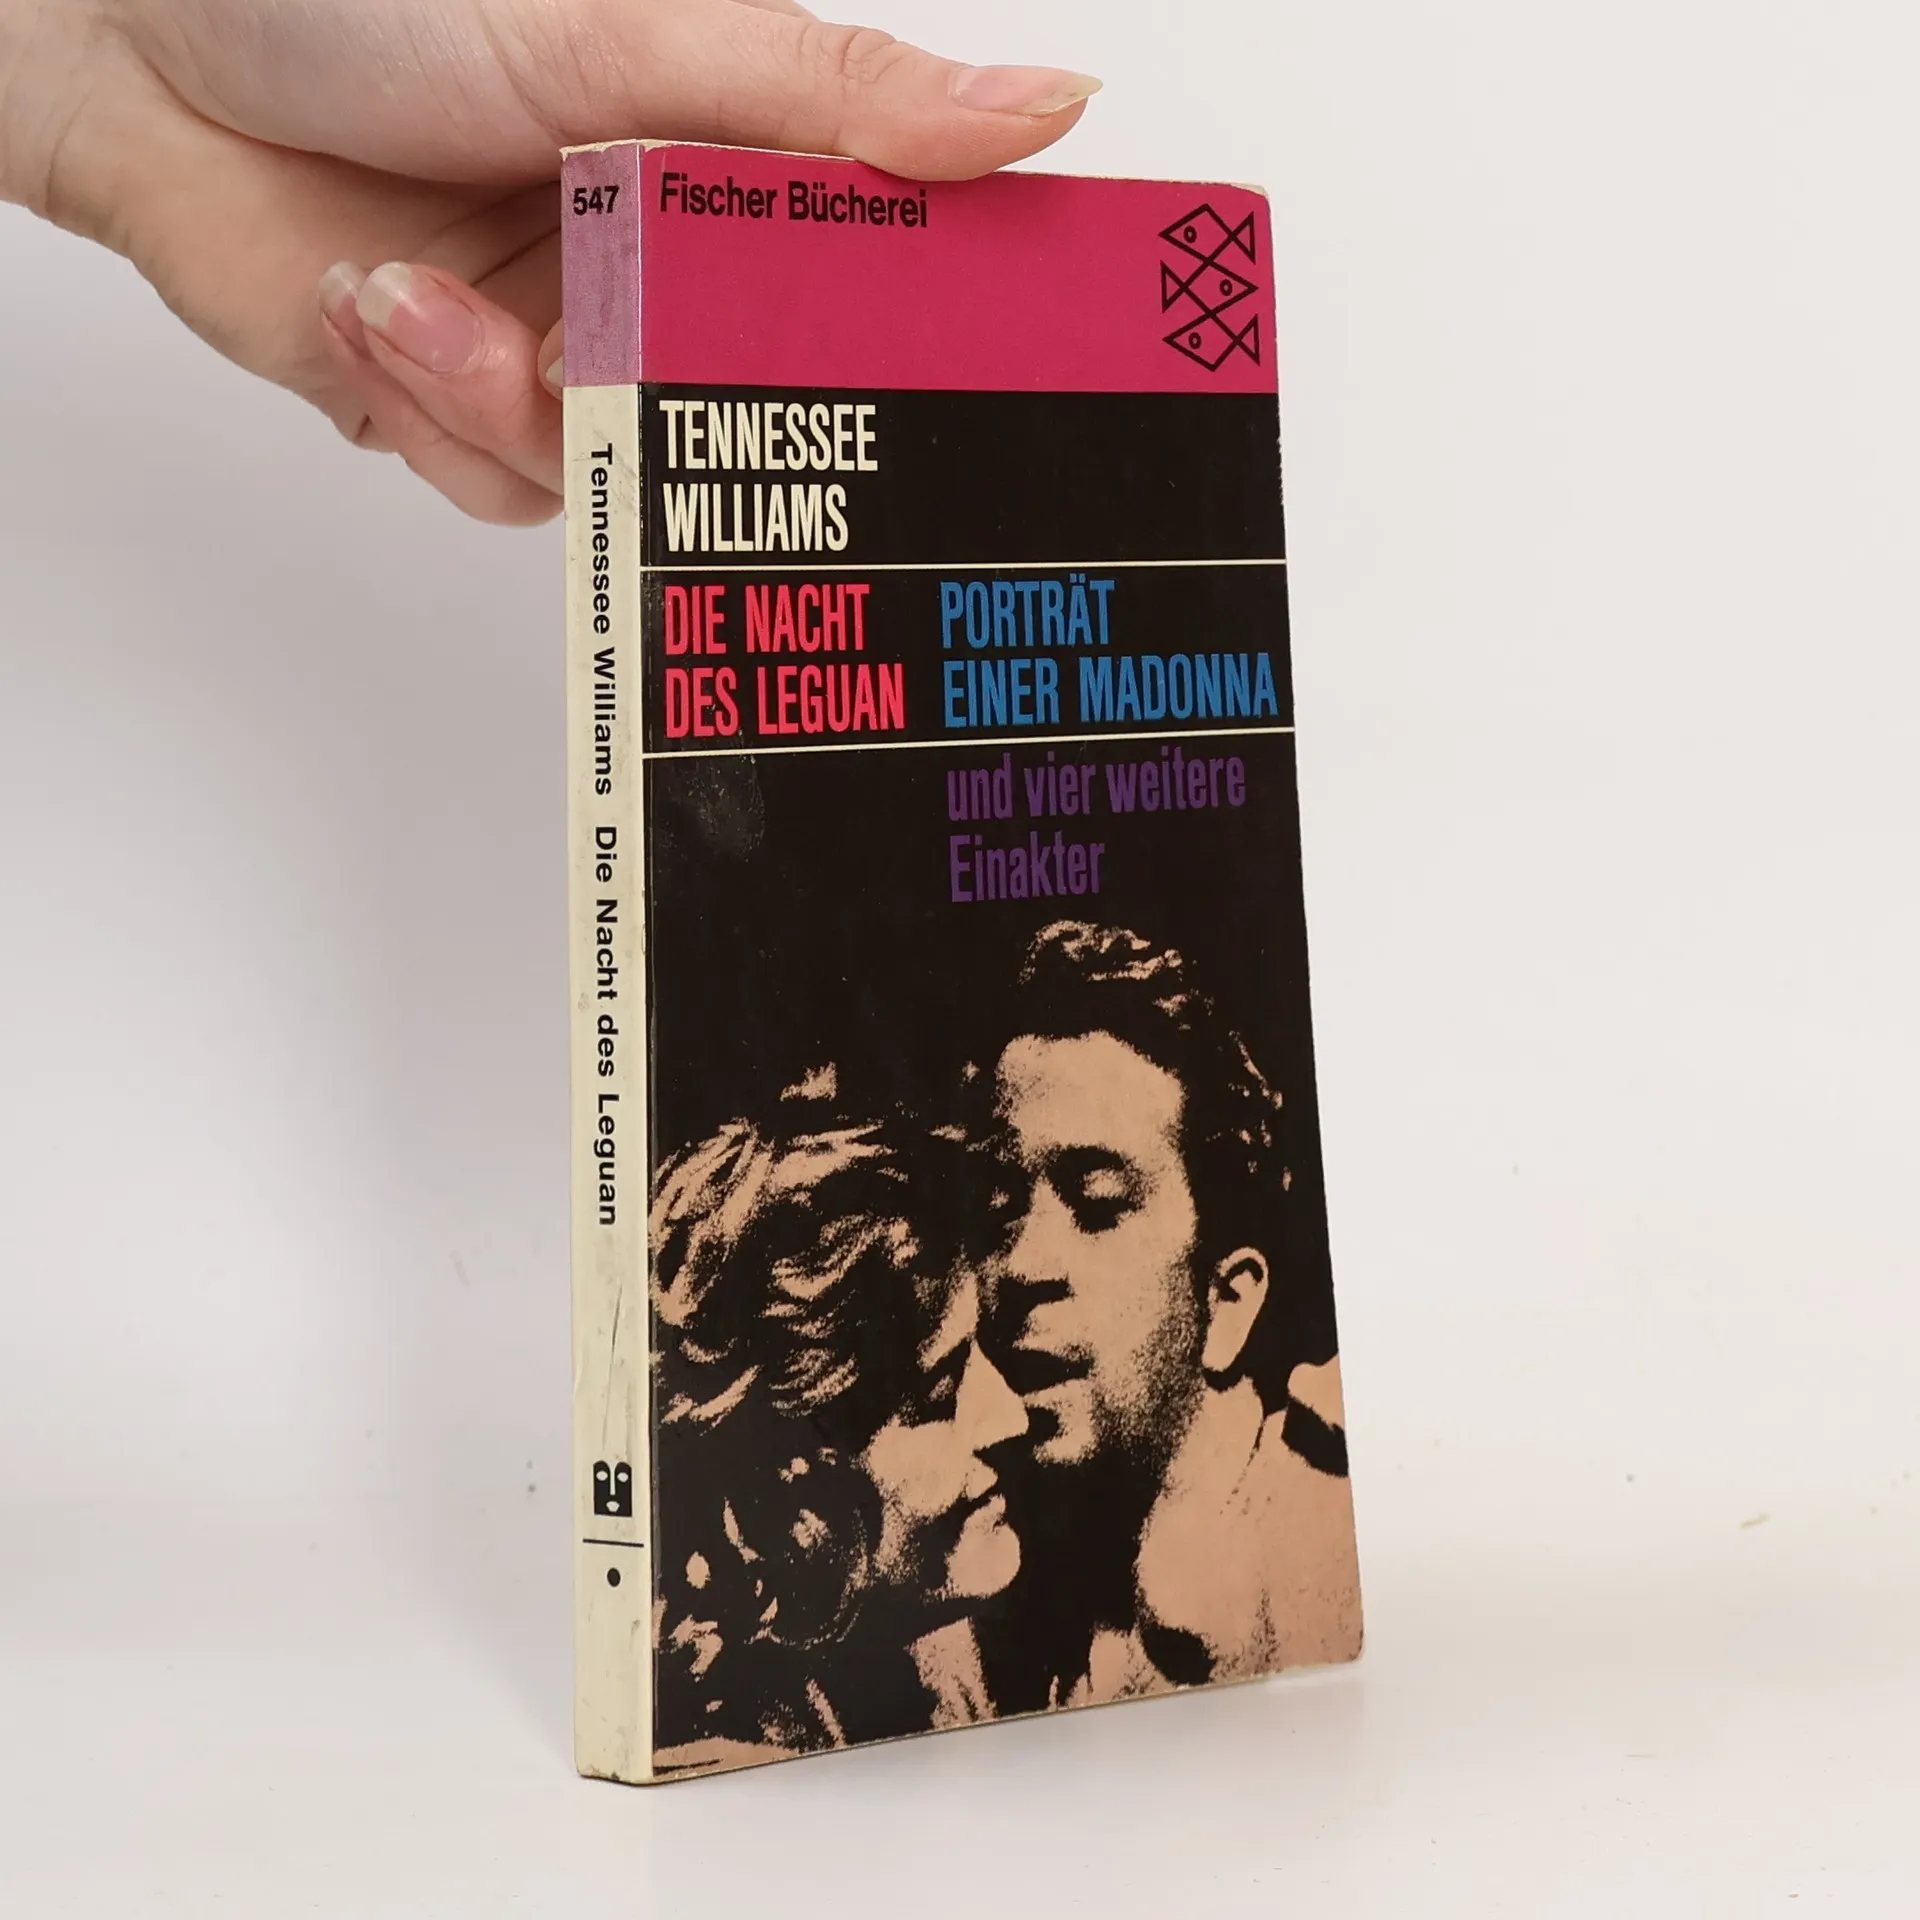 547
Fischer Bücherei
TENNESSEE
WILLIAMS
DIE NACHT
DES LEGUAN
PORTRÄT
EINER MADONNA
und vier weitere
Einakter
Tennessee Williams Die Nacht des Leguan